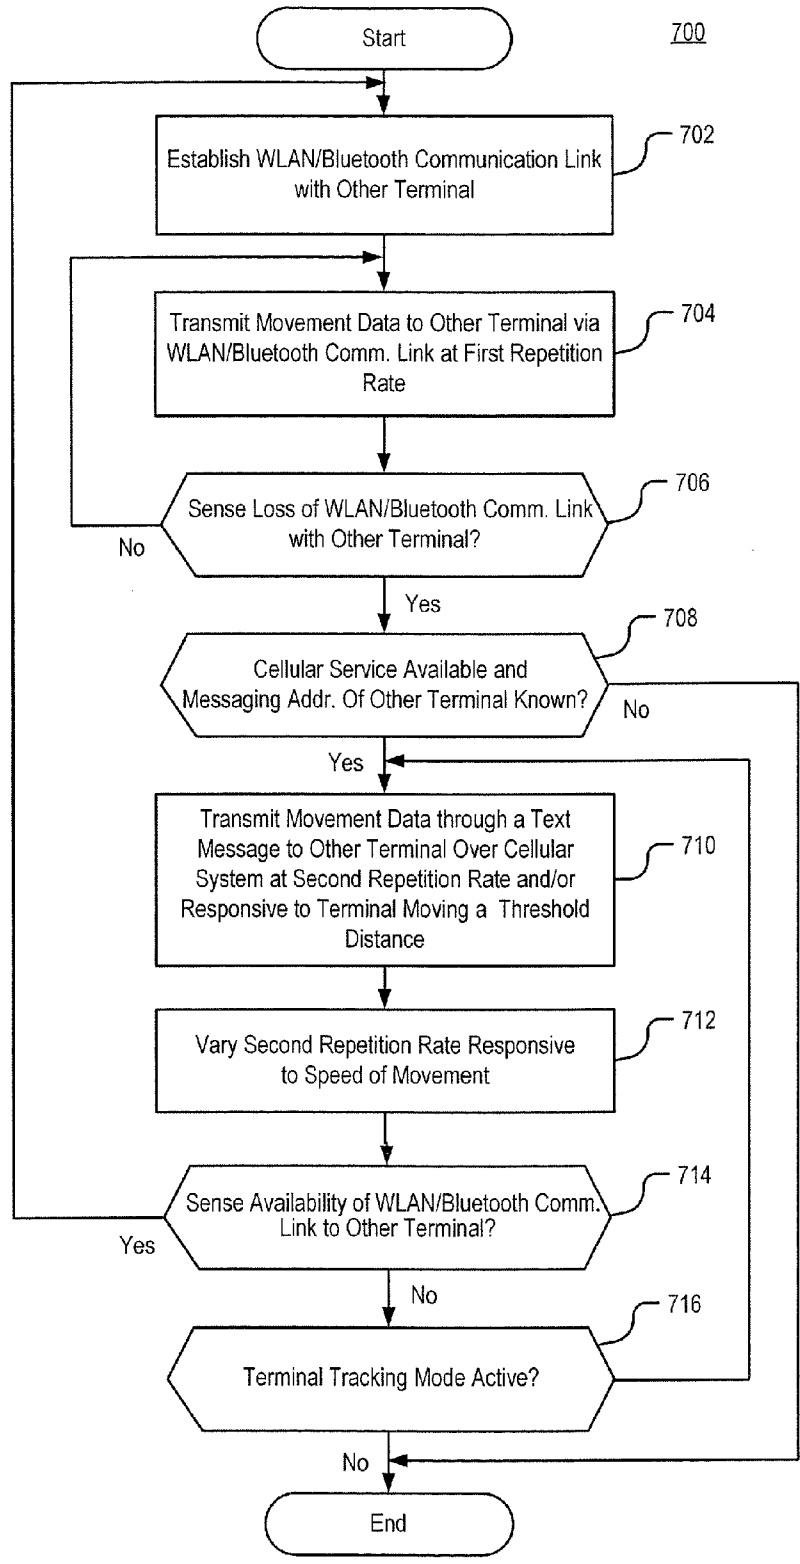 Start
700
Establish WLAN/Bluetooth Communication Link
with Other Terminal
702
Transmit Movement Data to Other Terminal via
WLAN/Bluetooth Comm. Link at First Repetition
Rate
704
Sense Loss of WLAN/Bluetooth Comm. Link
with Other Terminal?
706
No
Yes
Cellular Service Available and
Messaging Addr. Of Other Terminal Known?
708
No
Yes
Transmit Movement Data through a Text
Message to Other Terminal Over Cellular
System at Second Repetition Rate and/or
Responsive to Terminal Moving a Threshold
Distance
710
Vary Second Repetition Rate Responsive
to Speed of Movement
712
Sense Availability of WLAN/Bluetooth Comm.
Link to Other Terminal?
714
Yes
No
Terminal Tracking Mode Active?
716
No
End